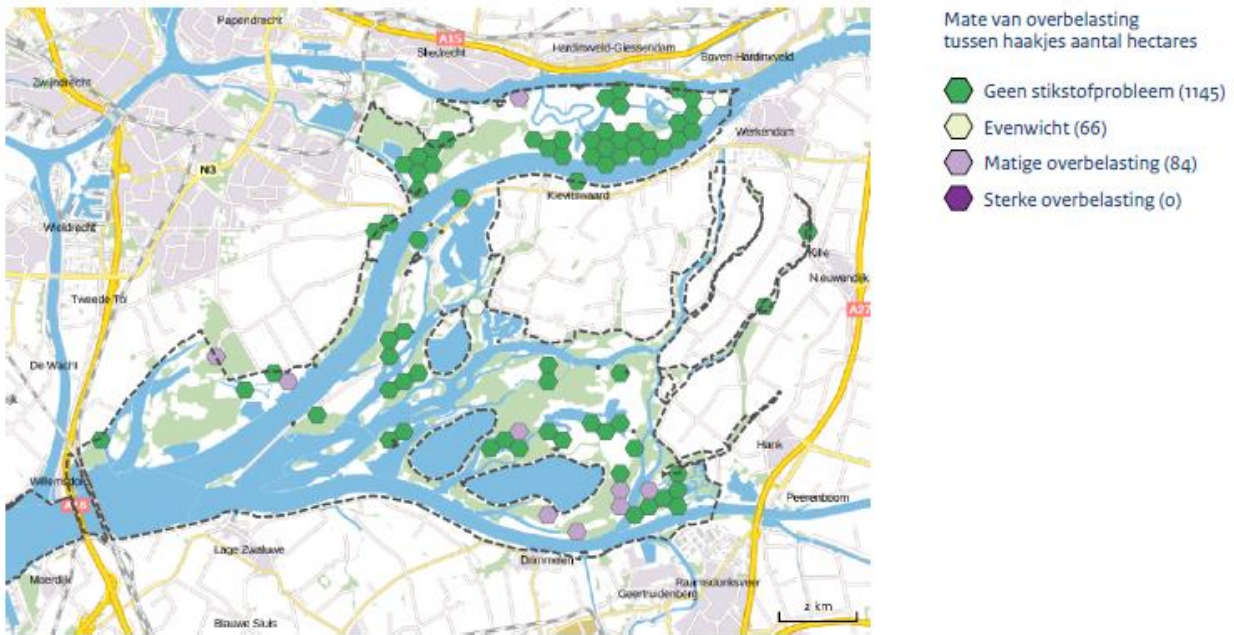 Mate van overbelasting
tussen haakjes aantal hectares
Geen stikstofprobleem (1145)
Evenwicht (66)
Matige overbelasting (84)
Sterke overbelasting (0)
Papendrecht
A15
Sliedrecht
Hardinxveld-Giessendam
Boven-Hardinxveld
Zwijndrecht
Werkendam
N3
Kievitswaard
Wieldrecht
Kille
Nieuwendijk
Tweede Tol
A27
De Wacht
Hank
Willemsdorp
Peerenboom
A16
Lage Zwaluwe
Drimmelen
Moerdijk
Raamsdonksveer
Geertruidenberg
2 km
Blauwe Sluis